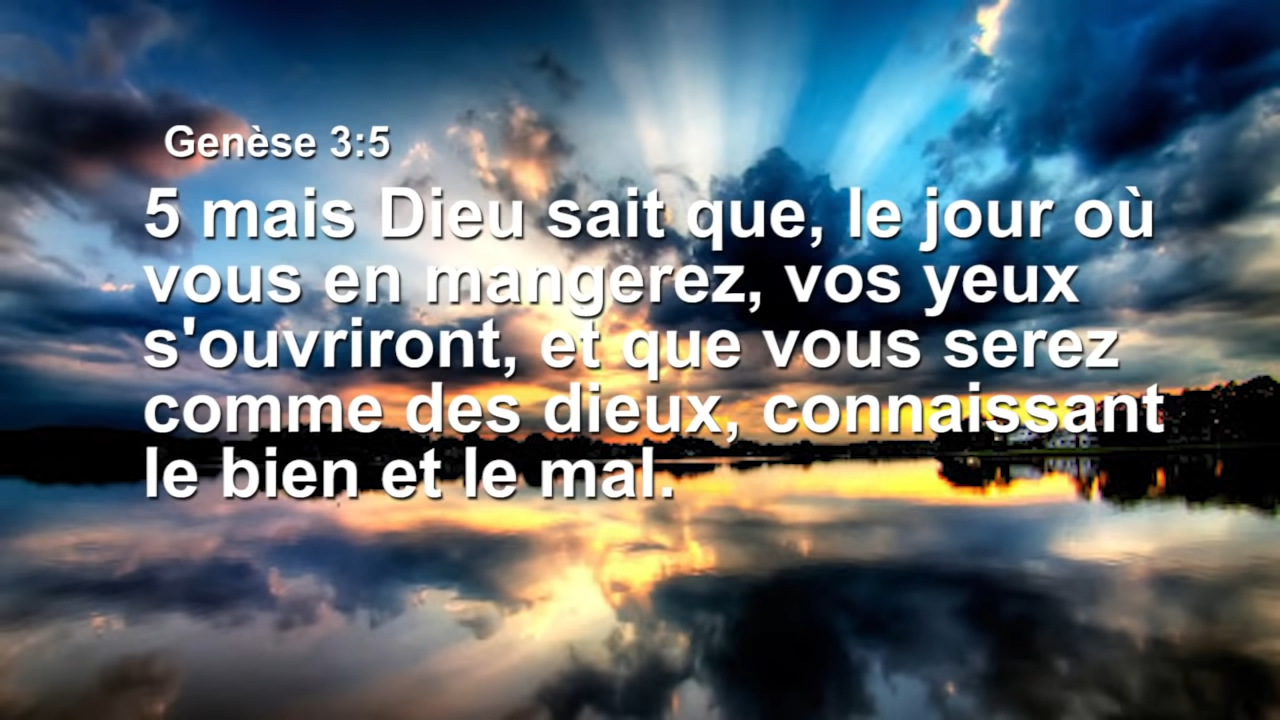 Genèse 3:5
5 mais Dieu sait que, le jour où
vous en mangerez, vos yeux
s'ouvriront, et que vous serez
comme des dieux, connaissant
le bien et le mal.